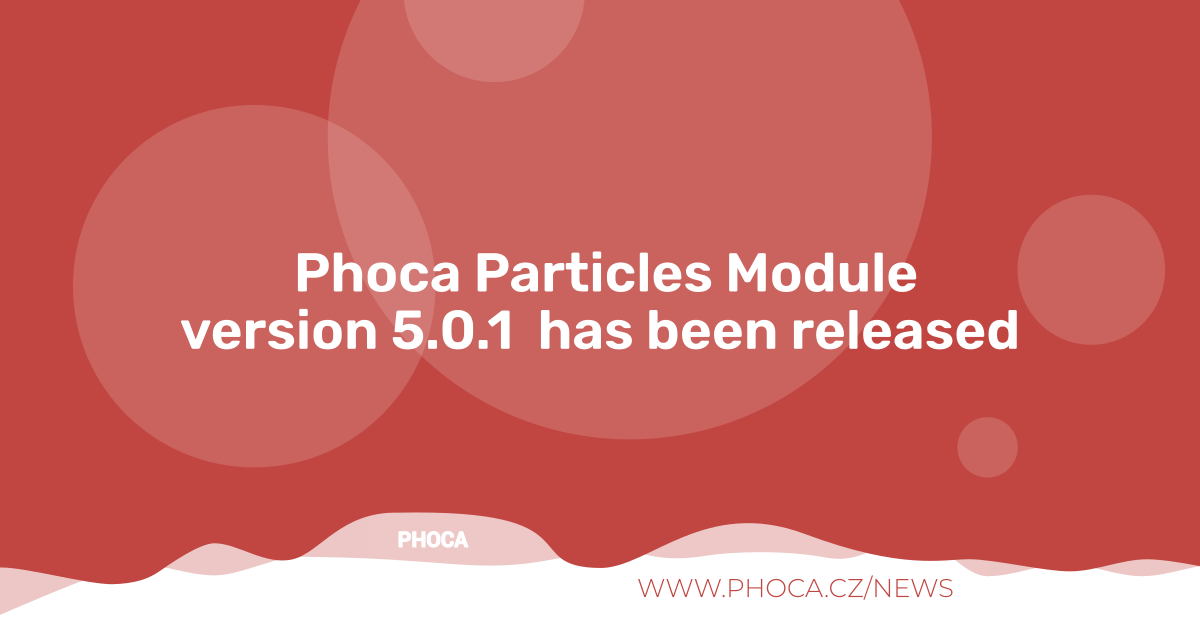 Phoca Particles Module
version 5.0.1 has been released
PHOCA
WWW.PHOCA.CZ/NEWS